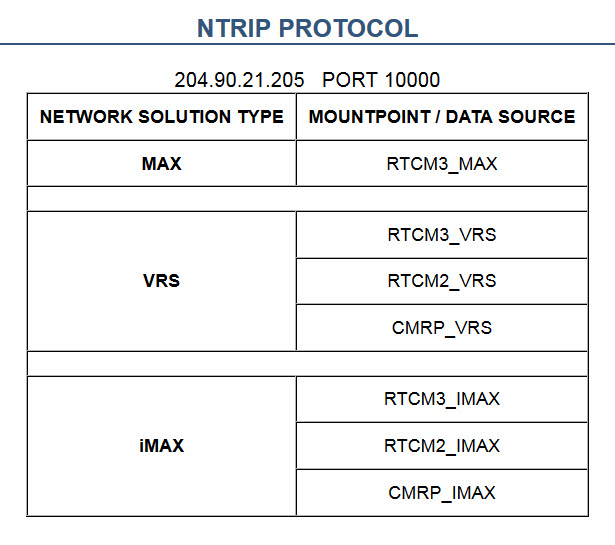 NTRIP PROTOCOL
204.90.21.205 PORT 10000
NETWORK SOLUTION TYPE MOUNTPOINT / DATA SOURCE
MAX RTCM3_MAX
RTCM3_VRS
VRS RTCM2_VRS
CMRP_VRS
RTCM3_IMAX
iMAX RTCM2_IMAX
CMRP_IMAX